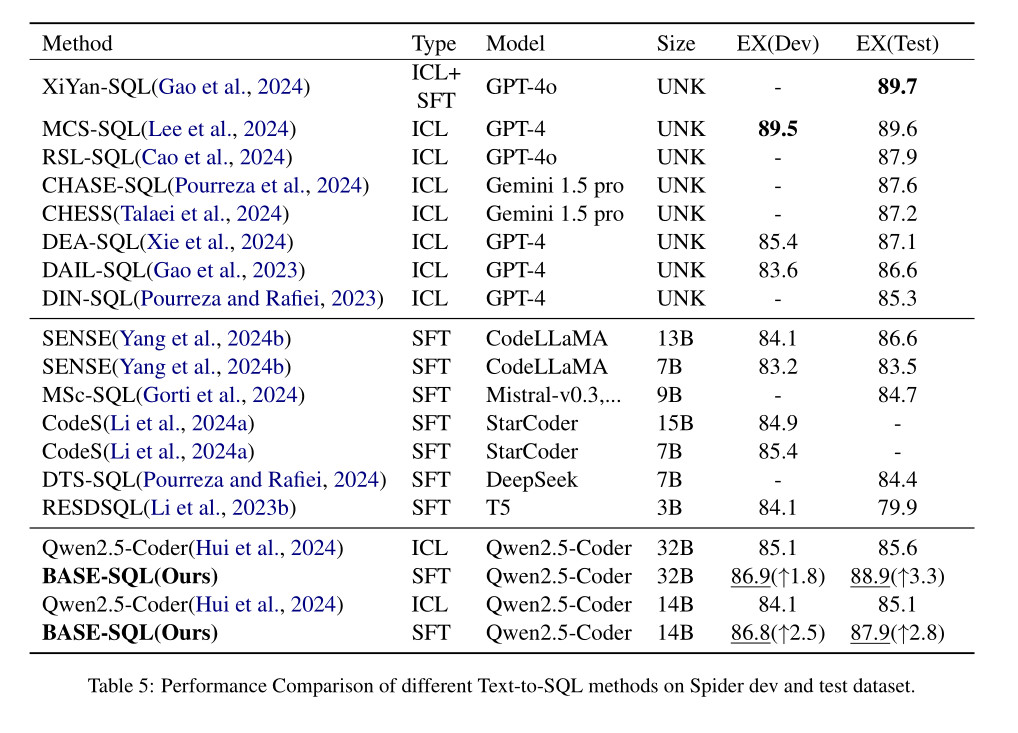 Method Type Model Size EX(Dev) EX(Test)
XiYan-SQL(Gao et al., 2024) ICL+ SFT GPT-4o UNK - 89.7
MCS-SQL(Lee et al., 2024) ICL GPT-4 UNK 89.5 89.6
RSL-SQL(Cao et al., 2024) ICL GPT-4o UNK - 87.9
CHASE-SQL(Pourreza et al., 2024) ICL Gemini 1.5 pro UNK - 87.6
CHESS(Talaei et al., 2024) ICL Gemini 1.5 pro UNK - 87.2
DEA-SQL(Xie et al., 2024) ICL GPT-4 UNK 85.4 87.1
DAIL-SQL(Gao et al., 2023) ICL GPT-4 UNK 83.6 86.6
DIN-SQL(Pourreza and Rafiei, 2023) ICL GPT-4 UNK - 85.3
SENSE(Yang et al., 2024b) SFT CodeLLaMA 13B 84.1 86.6
SENSE(Yang et al., 2024b) SFT CodeLLaMA 7B 83.2 83.5
MSc-SQL(Gorti et al., 2024) SFT Mistral-v0.3,... 9B - 84.7
CodeS(Li et al., 2024a) SFT StarCoder 15B 84.9 -
CodeS(Li et al., 2024a) SFT StarCoder 7B 85.4 -
DTS-SQL(Pourreza and Rafiei, 2024) SFT DeepSeek 7B - 84.4
RESDSQL(Li et al., 2023b) SFT T5 3B 84.1 79.9
Qwen2.5-Coder(Hui et al., 2024) ICL Qwen2.5-Coder 32B 85.1 85.6
BASE-SQL(Ours) SFT Qwen2.5-Coder 32B 86.9(↑1.8) 88.9(↑3.3)
Qwen2.5-Coder(Hui et al., 2024) ICL Qwen2.5-Coder 14B 84.1 85.1
BASE-SQL(Ours) SFT Qwen2.5-Coder 14B 86.8(↑2.5) 87.9(↑2.8)
Table 5: Performance Comparison of different Text-to-SQL methods on Spider dev and test dataset.